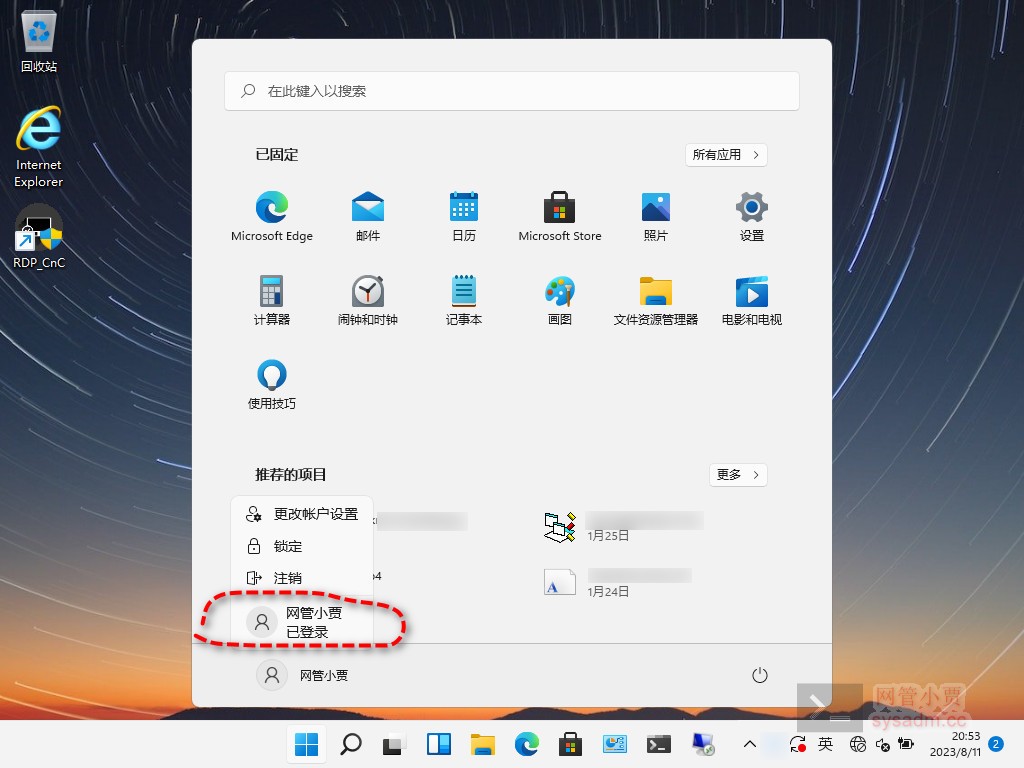 回收站
Internet
Explorer
RDP_CnC
在此键入以搜索
已固定
所有应用
Microsoft Edge
邮件
日历
Microsoft Store
照片
设置
计算器
闹钟和时钟
记事本
画图
文件资源管理器
电影和电视
使用技巧
推荐的项目
更多
更改帐户设置
锁定
注销
p4
网管小贾
已登录
1月25日
1月24日
网管小贾
网管小贾
sysadm.cc
英
20:53
2023/8/11
2